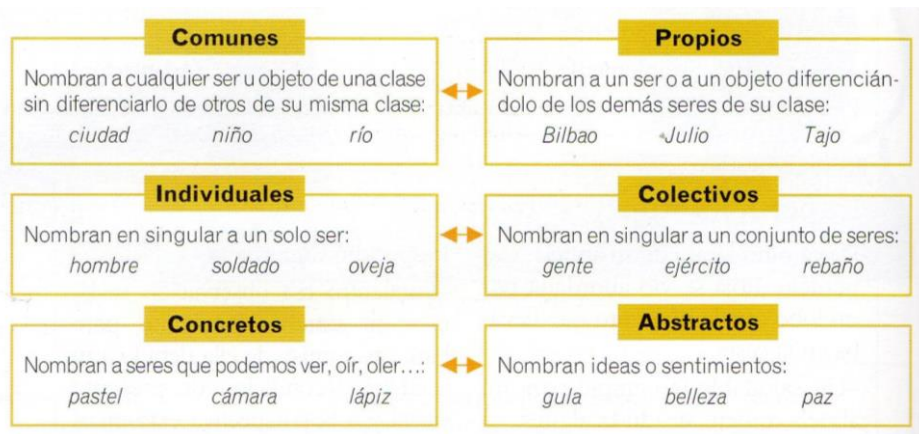 Comunes
Nombran a cualquier ser u objeto de una clase
sin diferenciarlo de otros de su misma clase:
ciudad niño río
Propios
Nombran a un ser o a un objeto diferencián-
dolo de los demás seres de su clase:
Bilbao Julio Tajo
Individuales
Nombran en singular a un solo ser:
hombre soldado oveja
Colectivos
Nombran en singular a un conjunto de seres:
gente ejército rebaño
Concretos
Nombran a seres que podemos ver, oír, oler…:
pastel cámara lápiz
Abstractos
Nombran ideas o sentimientos:
gula belleza paz